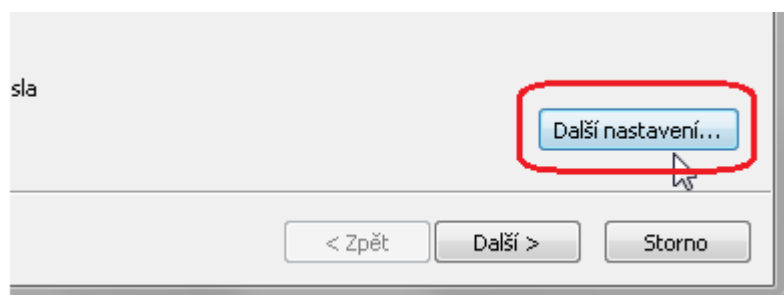 sla
Další nastavení...
< Zpět
Další >
Storno